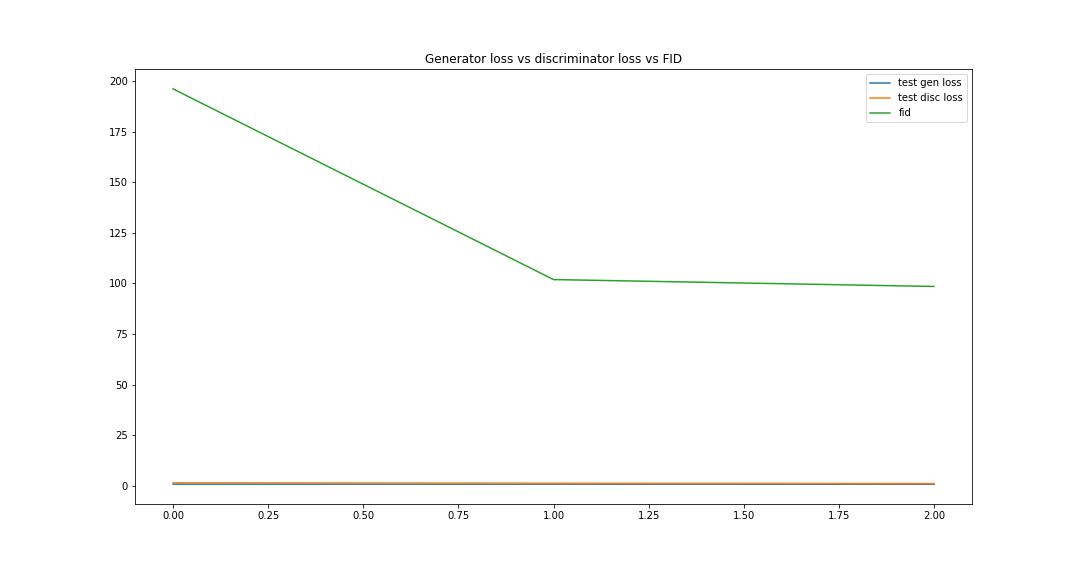 Generator loss vs discriminator loss vs FID
200
175
150
125
100
75
50
25
0
test gen loss
test disc loss
fid
0.00 0.25 0.50 0.75 1.00 1.25 1.50 1.75 2.00